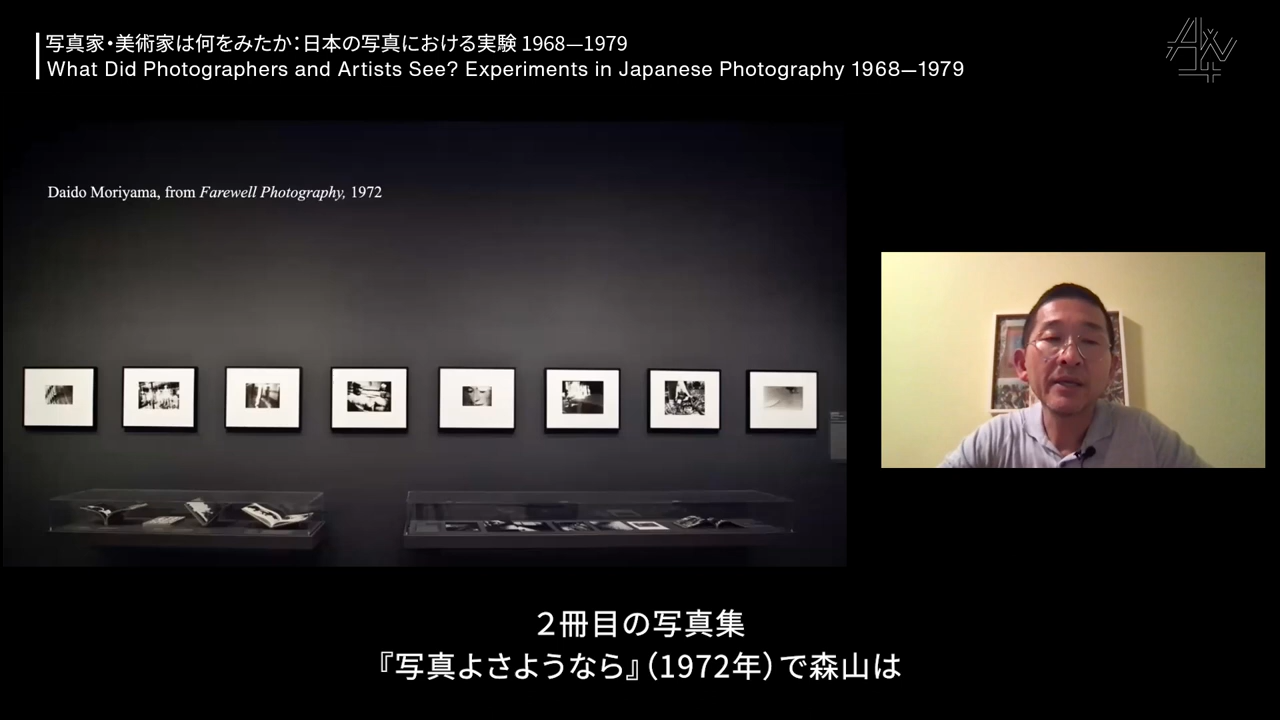 写真家・美術家は何をみたか：日本の写真における実験 1968—1979
What Did Photographers and Artists See? Experiments in Japanese Photography 1968—1979
Daido Moriyama, from Farewell Photography, 1972
２冊目の写真集
『写真よさようなら』（1972年）で森山は